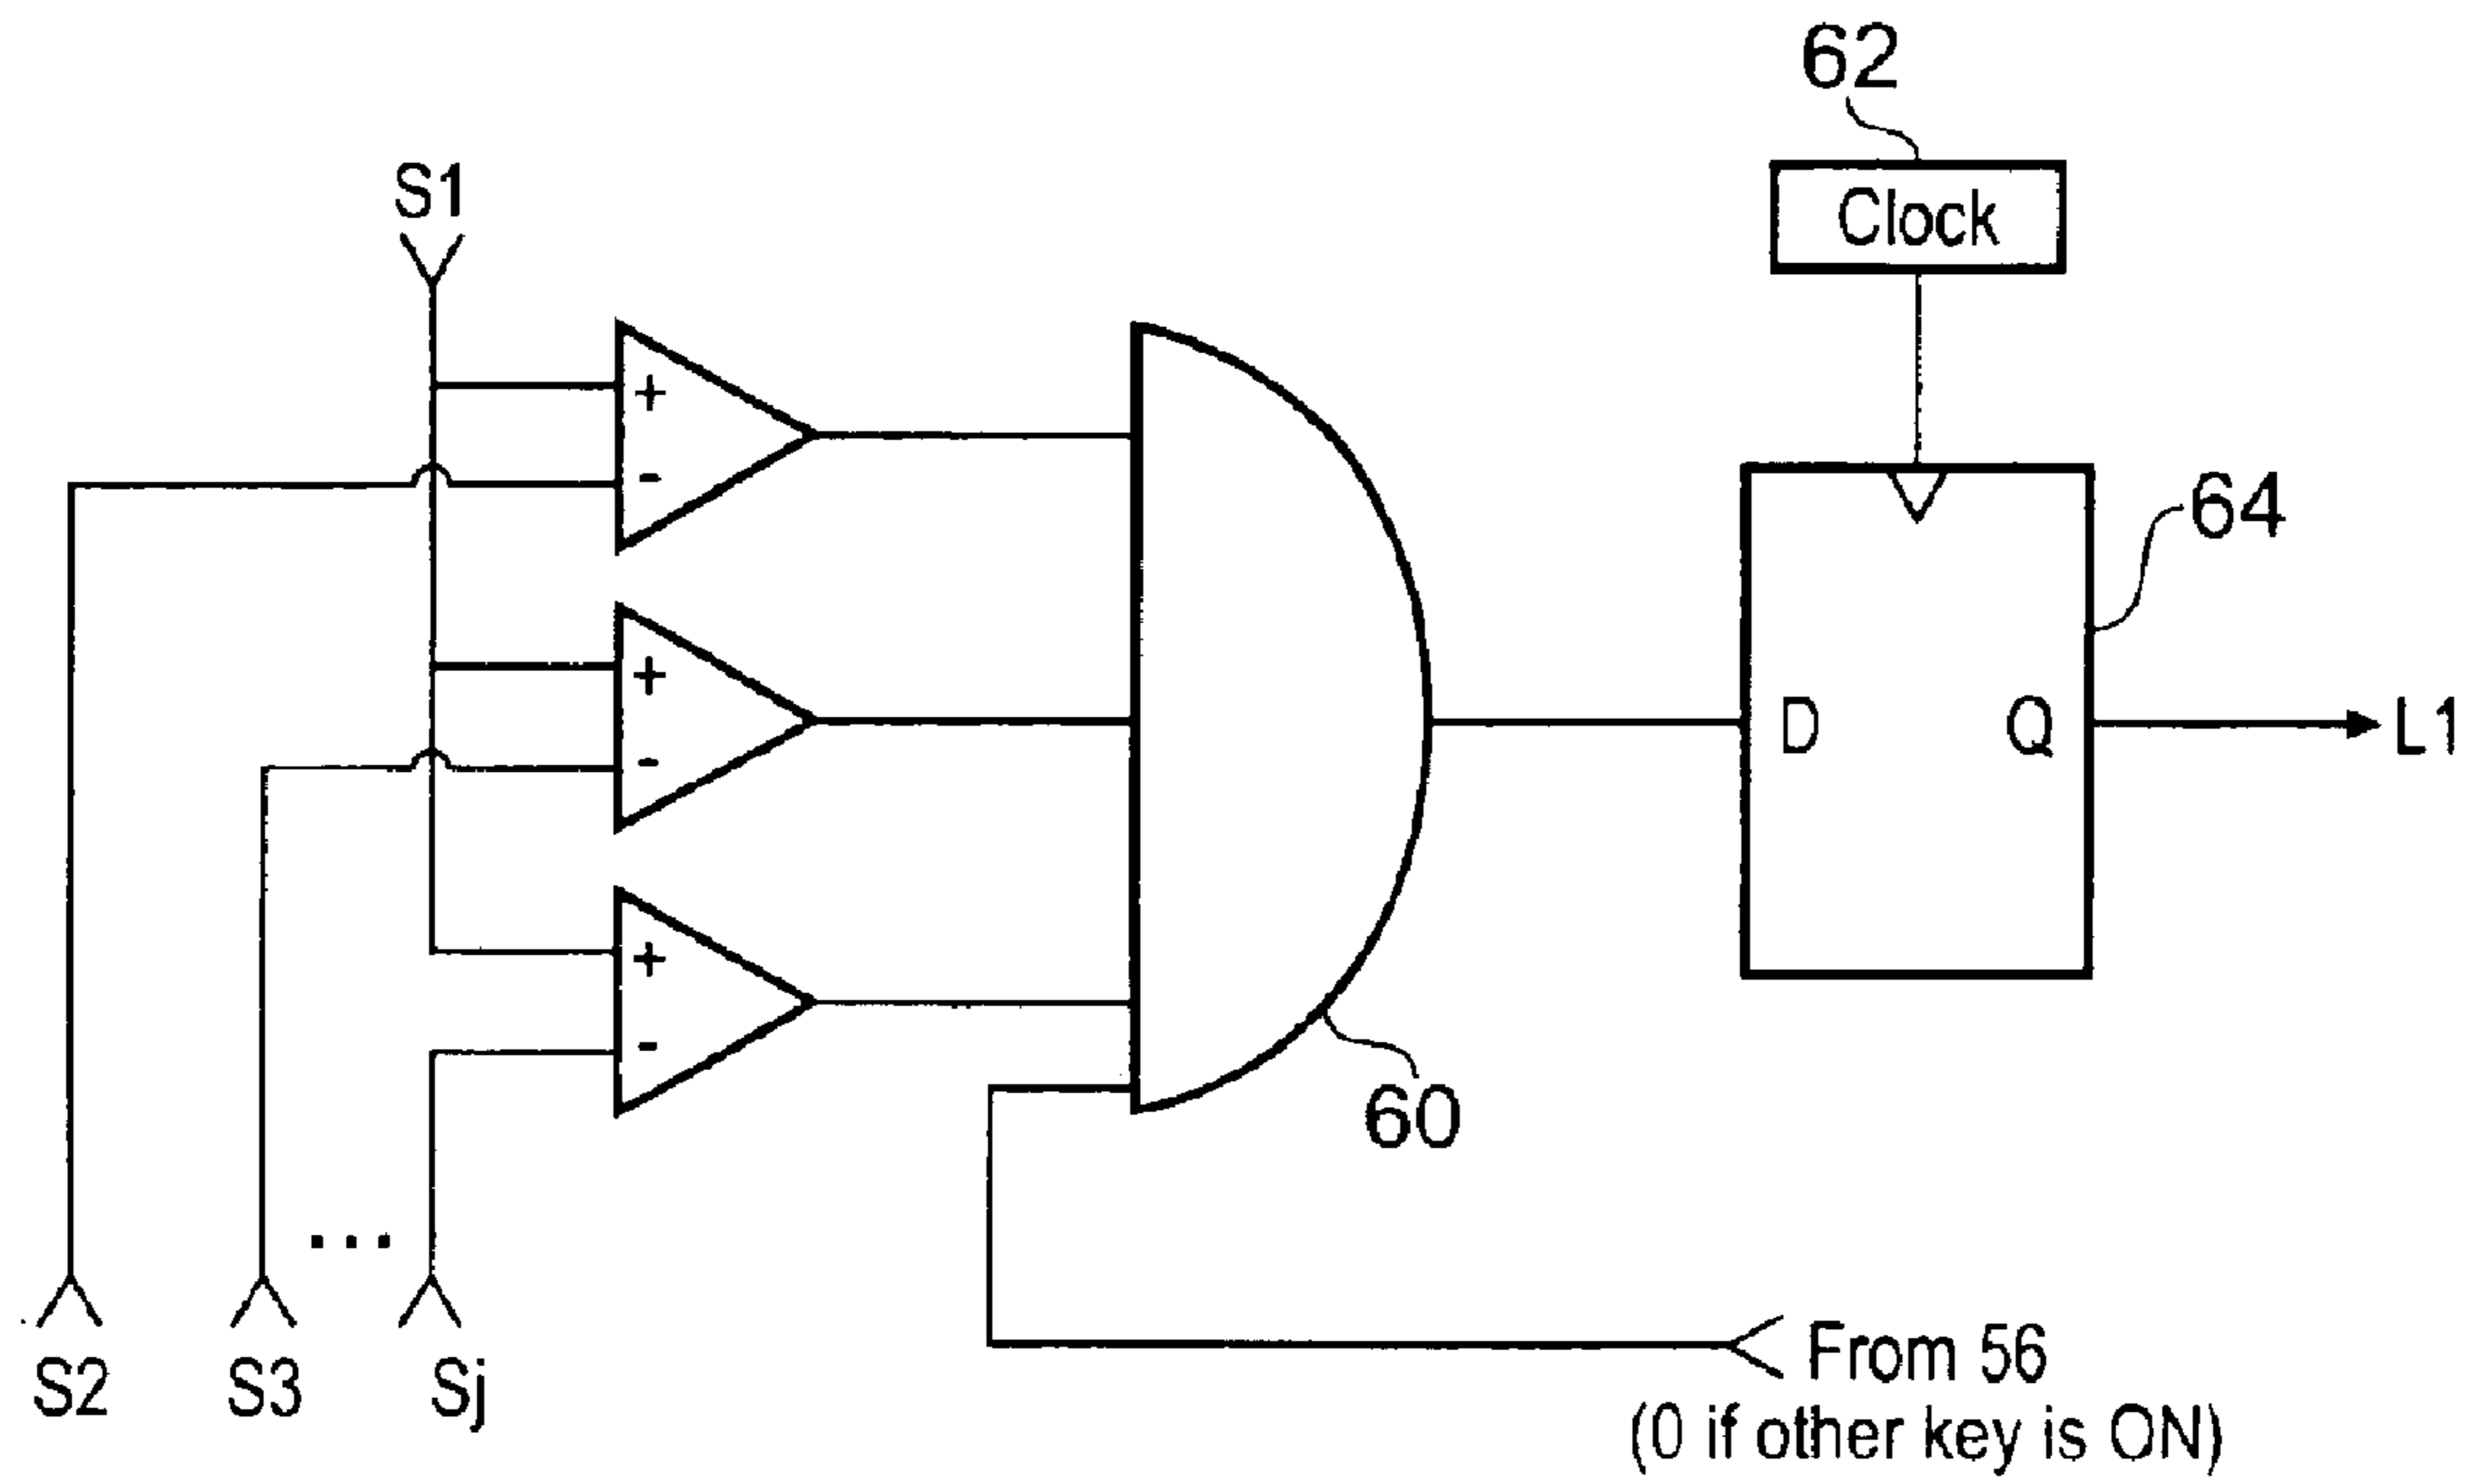 62
S1
Clock
+
-
64
+
-
D Q
L1
+
-
60
...
S2 S3 Sj
From 56
(0 if other key is ON)